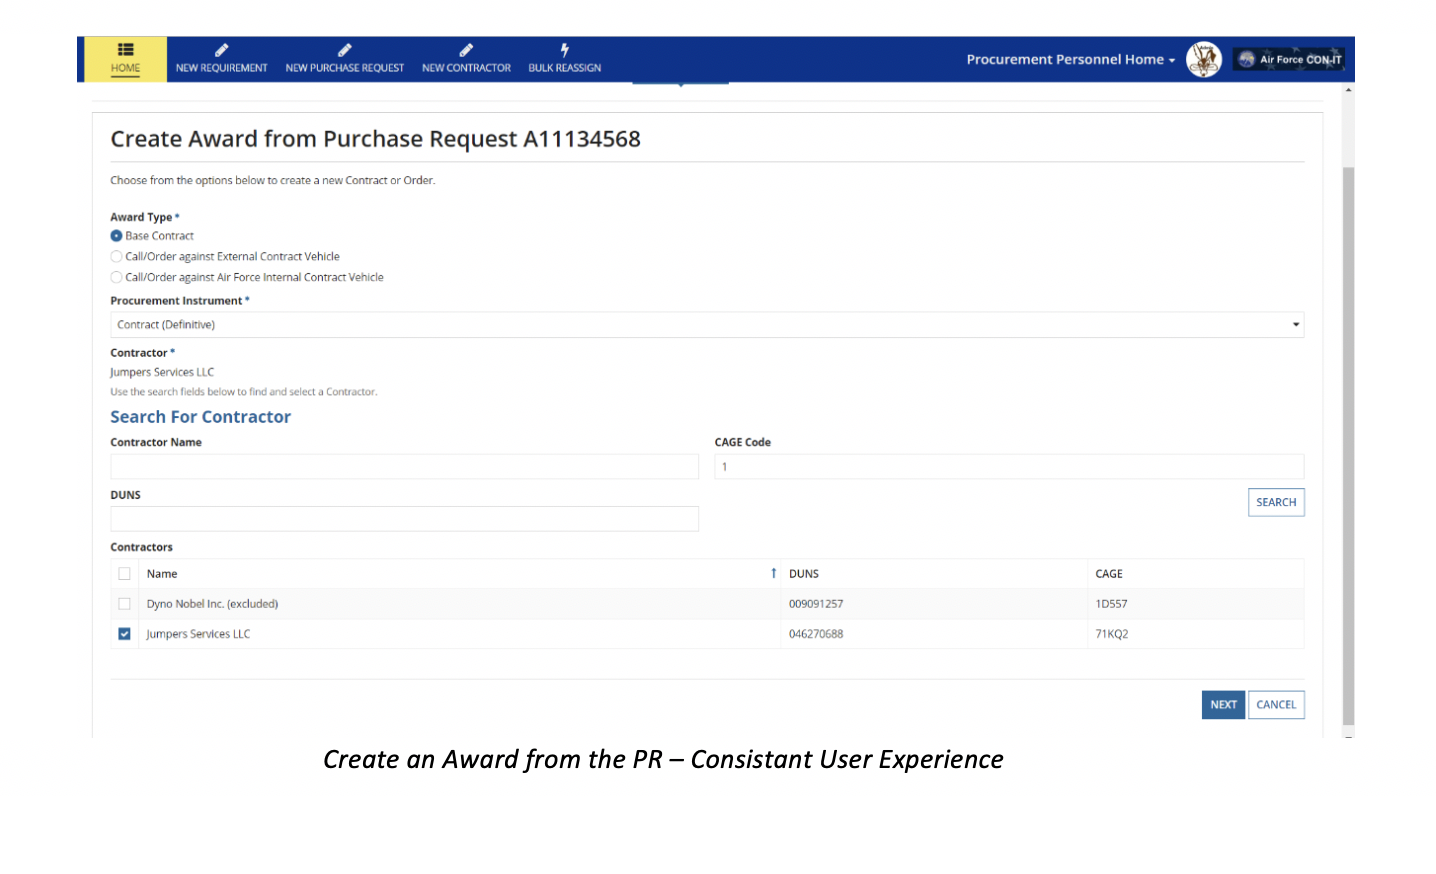 HOME
NEW REQUIREMENT
NEW PURCHASE REQUEST
NEW CONTRACTOR
BULK REASSIGN
Procurement Personnel Home
Air Force CON-IT
Create Award from Purchase Request A11134568
Choose from the options below to create a new Contract or Order.
Award Type *
Base Contract
Call/Order against External Contract Vehicle
Call/Order against Air Force Internal Contract Vehicle
Procurement Instrument *
Contract (Definitive)
Contractor *
Jumpers Services LLC
Use the search fields below to find and select a Contractor.
Search For Contractor
Contractor Name CAGE Code
1
DUNS
SEARCH
Contractors
Name DUNS CAGE
Dyno Nobel Inc. (excluded) 009091257 1D557
Jumpers Services LLC 046270688 71KQ2
NEXT CANCEL
Create an Award from the PR – Consistant User Experience